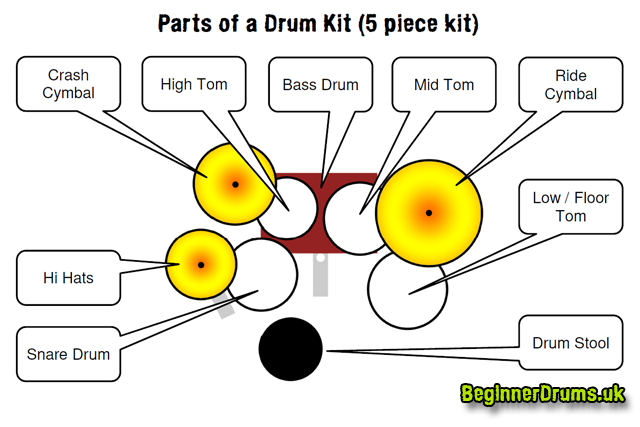 Parts of a Drum Kit (5 piece kit)
Crash
Cymbal
High Tom
Bass Drum
Mid Tom
Ride
Cymbal
Low / Floor
Tom
Hi Hats
Snare Drum
Drum Stool
BeginnerDrums.uk